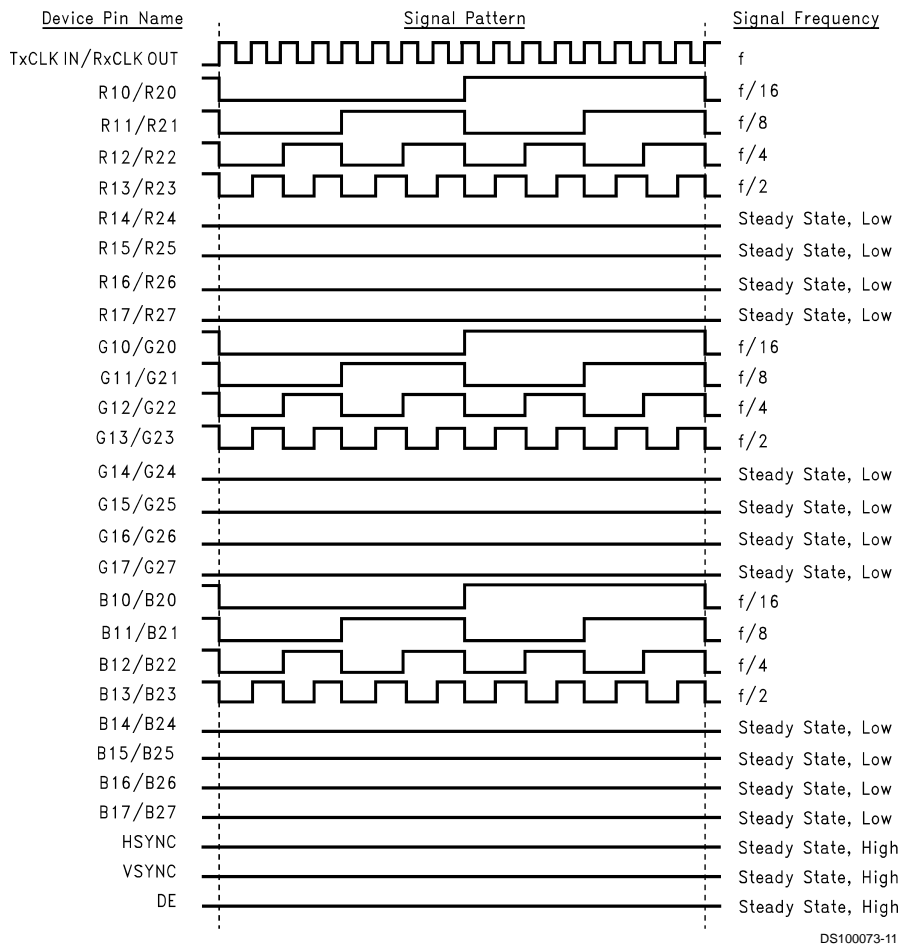 Device Pin Name Signal Pattern Signal Frequency
TxCLK IN/RxCLK OUT f
R10/R20 f/16
R11/R21 f/8
R12/R22 f/4
R13/R23 f/2
R14/R24 Steady State, Low
R15/R25 Steady State, Low
R16/R26 Steady State, Low
R17/R27 Steady State, Low
G10/G20 f/16
G11/G21 f/8
G12/G22 f/4
G13/G23 f/2
G14/G24 Steady State, Low
G15/G25 Steady State, Low
G16/G26 Steady State, Low
G17/G27 Steady State, Low
B10/B20 f/16
B11/B21 f/8
B12/B22 f/4
B13/B23 f/2
B14/B24 Steady State, Low
B15/B25 Steady State, Low
B16/B26 Steady State, Low
B17/B27 Steady State, Low
HSYNC Steady State, High
VSYNC Steady State, High
DE Steady State, High
DS100073-11